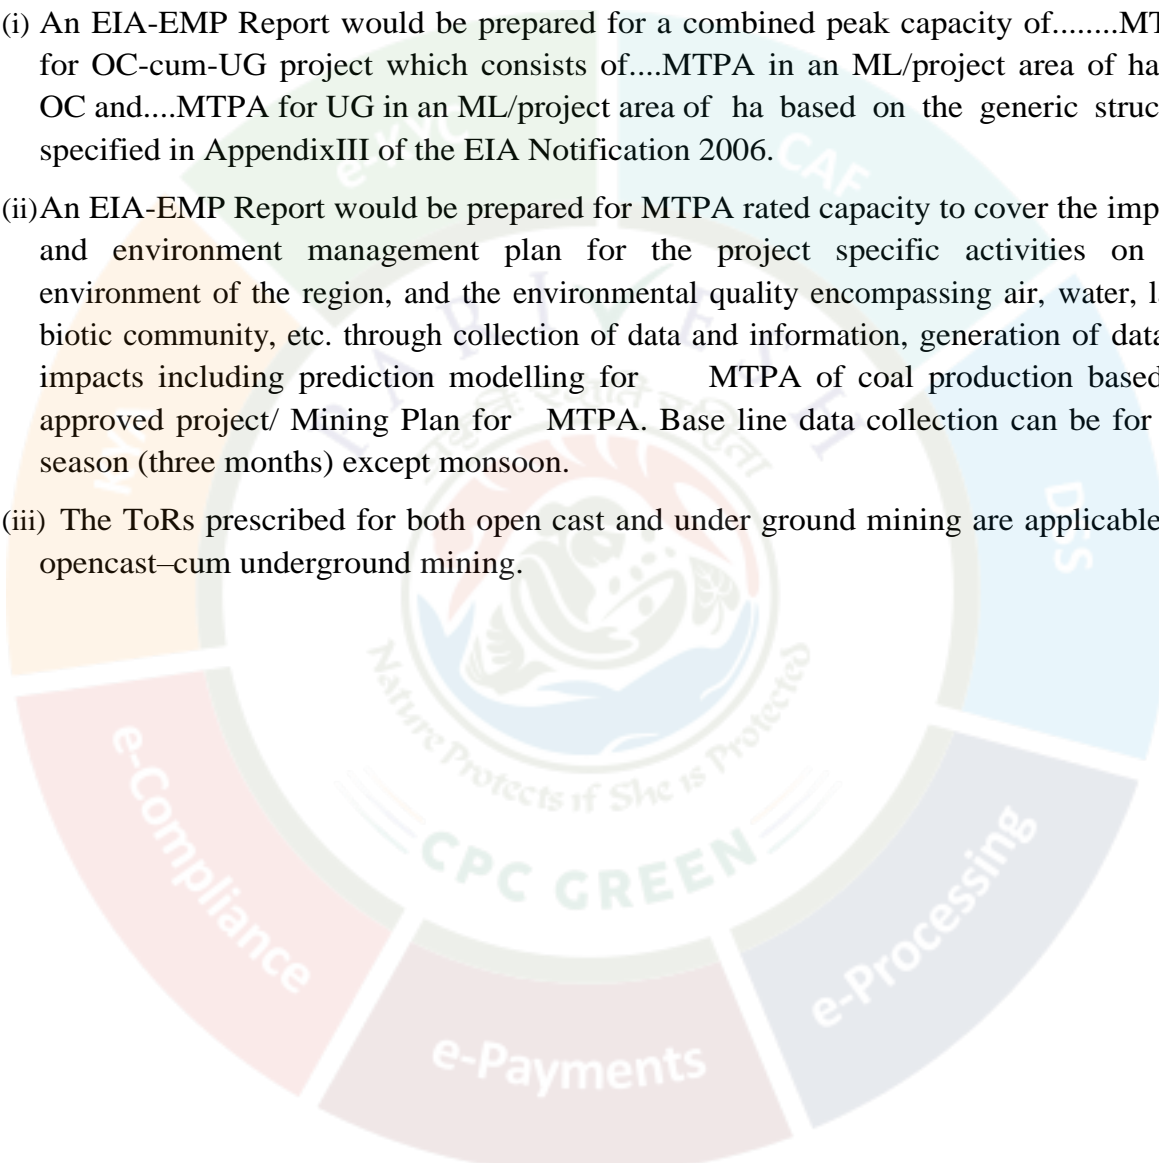 (i) An EIA-EMP Report would be prepared for a combined peak capacity of........MT
for OC-cum-UG project which consists of....MTPA in an ML/project area of ha
OC and....MTPA for UG in an ML/project area of ha based on the generic struc
specified in AppendixIII of the EIA Notification 2006.
(ii)An EIA-EMP Report would be prepared for MTPA rated capacity to cover the imp
and environment management plan for the project specific activities on
environment of the region, and the environmental quality encompassing air, water, l
biotic community, etc. through collection of data and information, generation of data
impacts including prediction modelling for MTPA of coal production based
approved project/ Mining Plan for MTPA. Base line data collection can be for
season (three months) except monsoon.
(iii) The ToRs prescribed for both open cast and under ground mining are applicable
opencast–cum underground mining.
e-KYC
CAF
PARIVESH
KYA
DSS
Nature Protects if She is Protected
CPC GREEN
e-Compliance
e-Processing
e-Payments